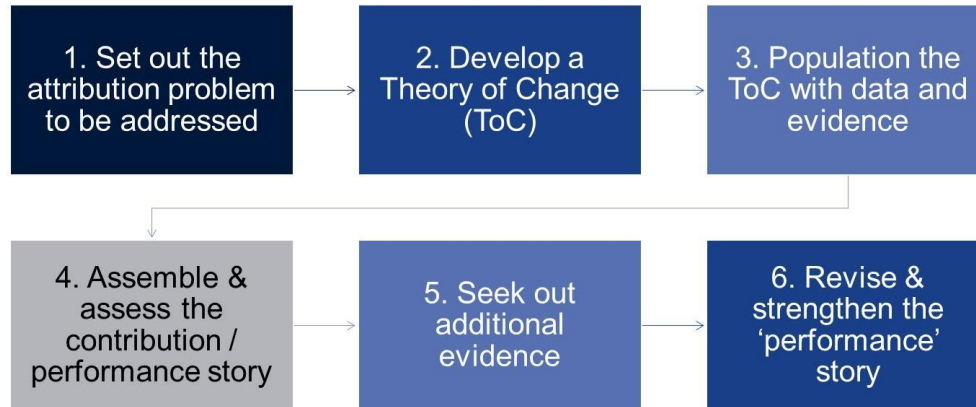 1. Set out the
attribution problem
to be addressed
2. Develop a
Theory of Change
(ToC)
3. Population the
ToC with data and
evidence
4. Assemble &
assess the
contribution /
performance story
5. Seek out
additional
evidence
6. Revise &
strengthen the
‘performance’
story